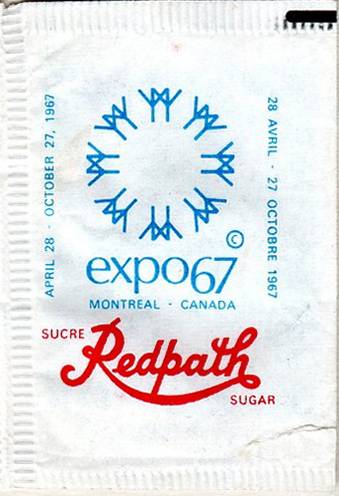 APRIL 28 - OCTOBER 27, 1967
28 AVRIL - 27 OCTOBRE 1967
©
expo67
MONTREAL - CANADA
SUCRE
Redpath
SUGAR